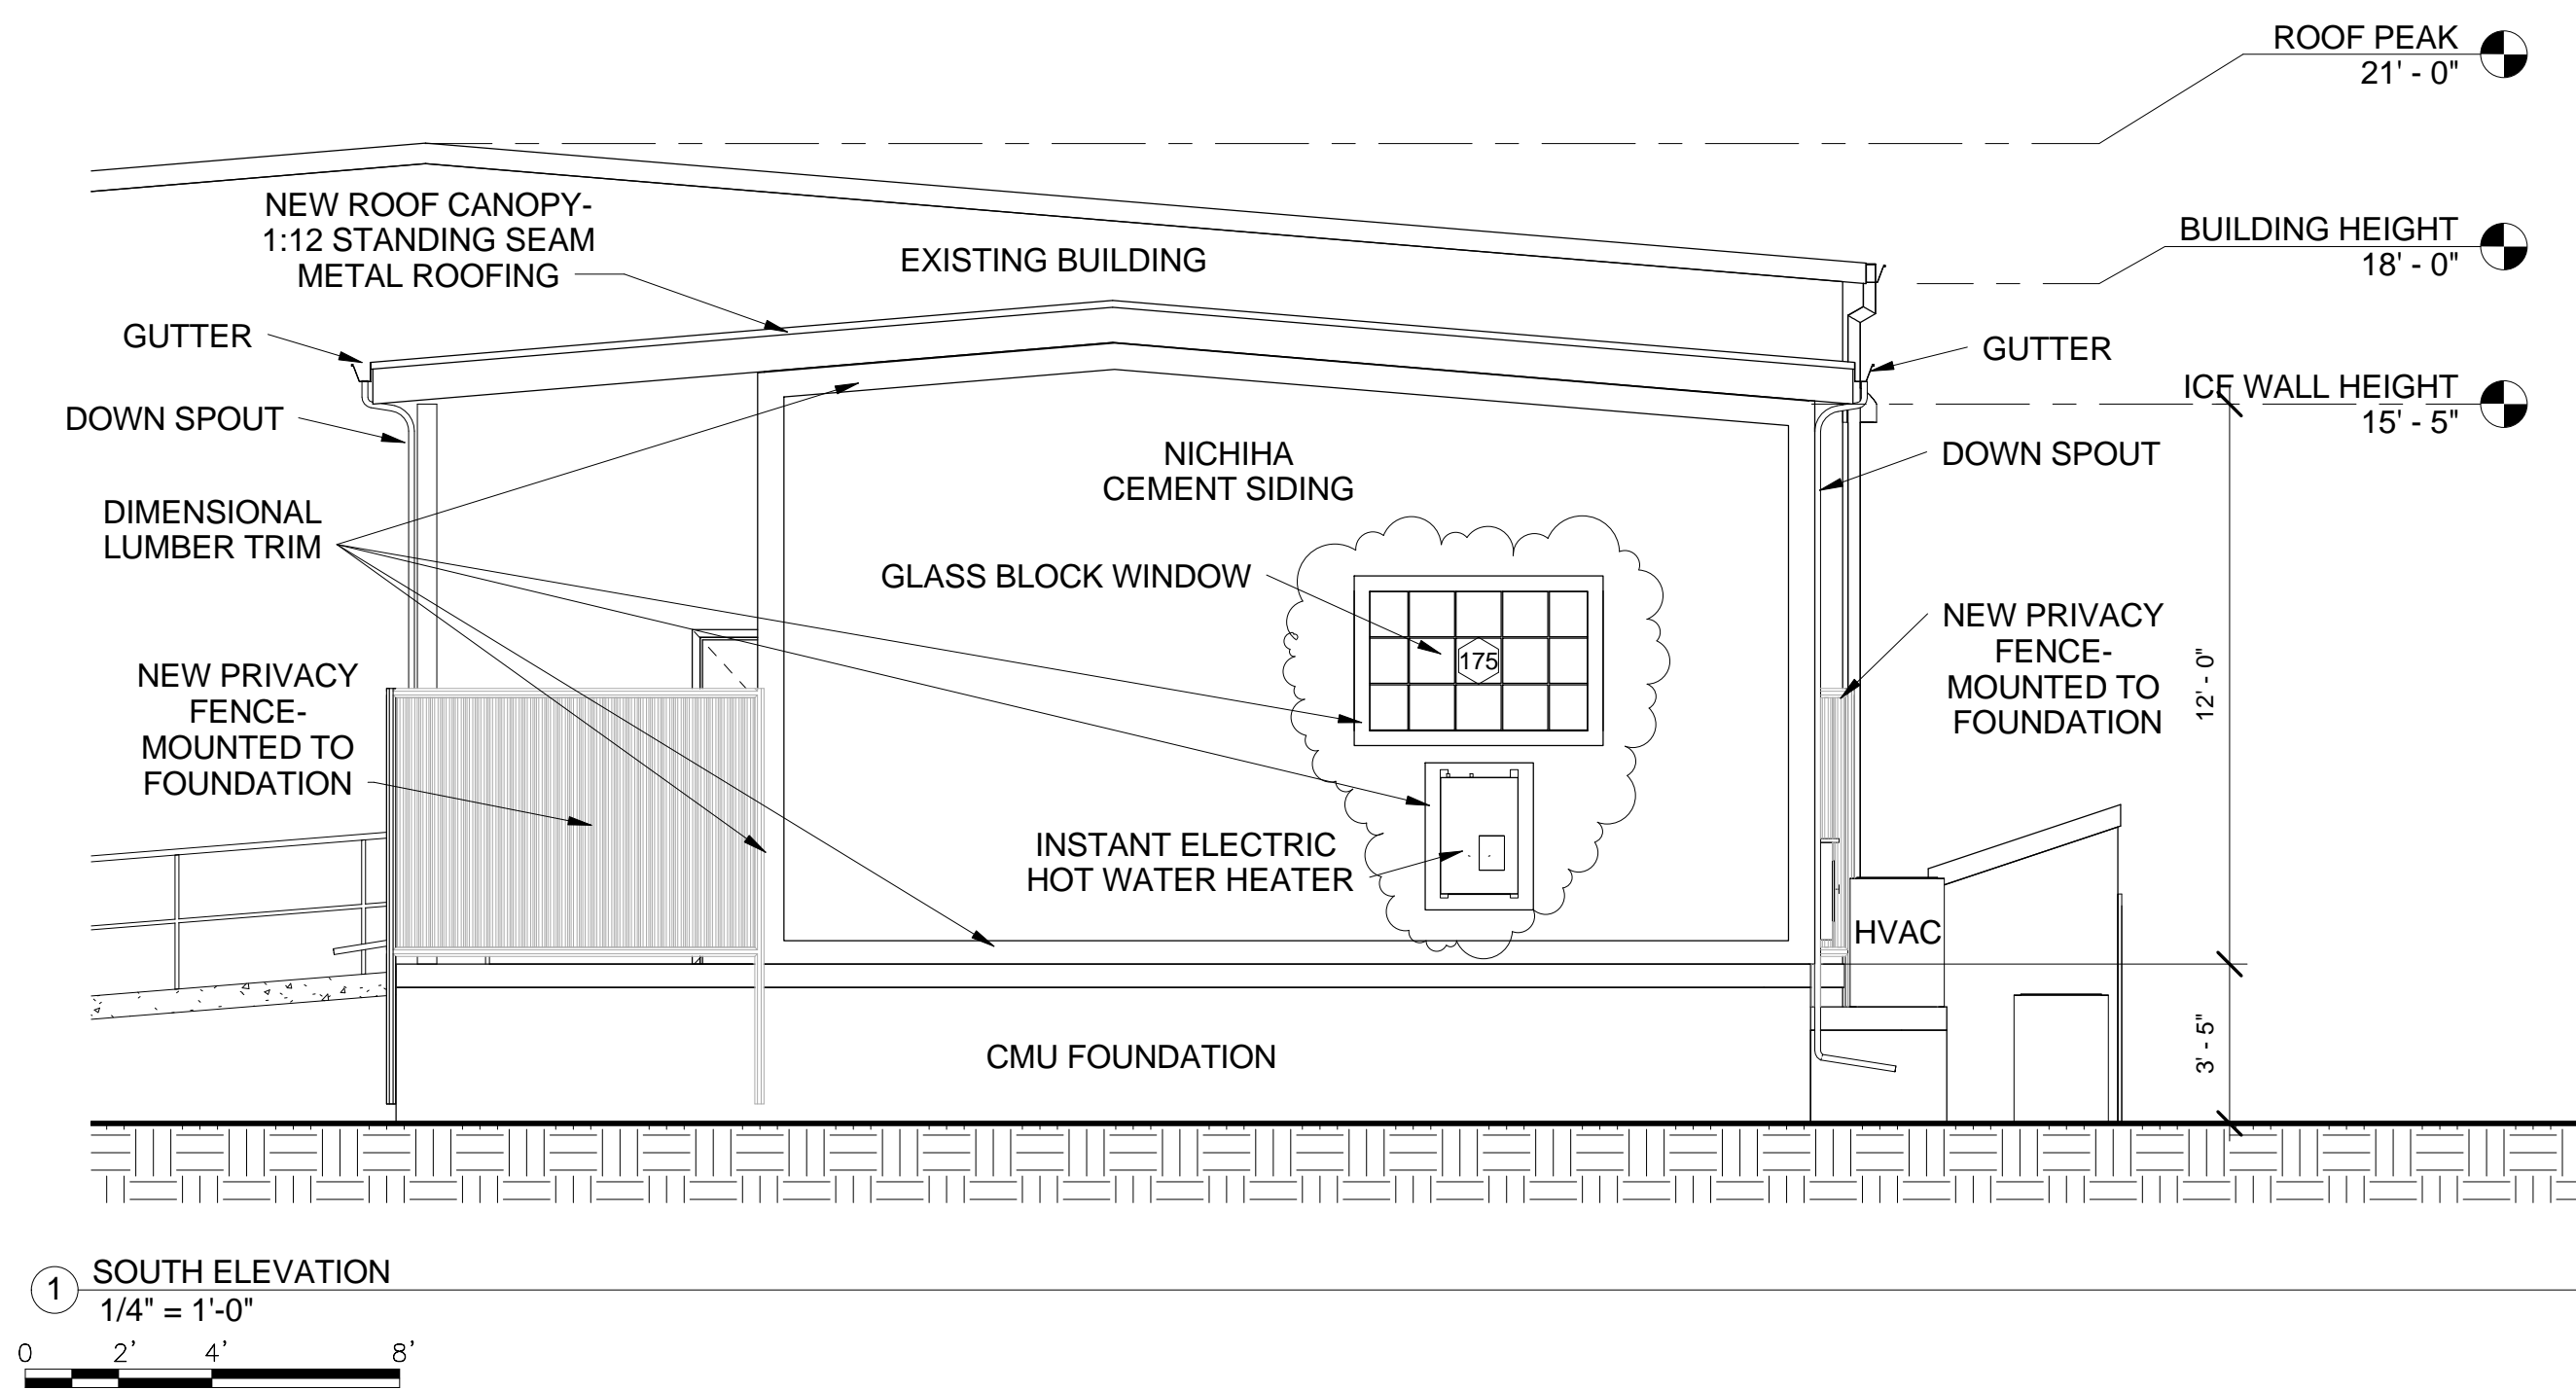 ROOF PEAK
21' - 0"
BUILDING HEIGHT
18' - 0"
NEW ROOF CANOPY-
1:12 STANDING SEAM
METAL ROOFING
EXISTING BUILDING
GUTTER
GUTTER
ICF WALL HEIGHT
15' - 5"
DOWN SPOUT
DOWN SPOUT
NICHIHA
CEMENT SIDING
DIMENSIONAL
LUMBER TRIM
GLASS BLOCK WINDOW
175
NEW PRIVACY
FENCE-
MOUNTED TO
FOUNDATION
NEW PRIVACY
FENCE-
MOUNTED TO
FOUNDATION
12' - 0"
INSTANT ELECTRIC
HOT WATER HEATER
HVAC
CMU FOUNDATION
3' - 5"
1
SOUTH ELEVATION
1/4" = 1'-0"
0 2' 4' 8'